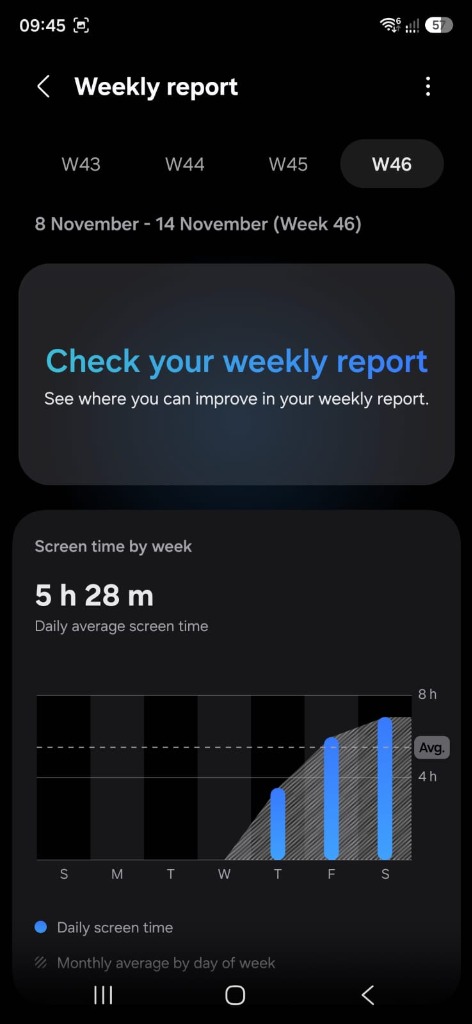 09:45
6
57
Weekly report
W43 W44 W45 W46
8 November - 14 November (Week 46)
Check your weekly report
See where you can improve in your weekly report.
Screen time by week
5 h 28 m
Daily average screen time
8 h
Avg.
4 h
S M T W T F S
Daily screen time
Monthly average by day of week